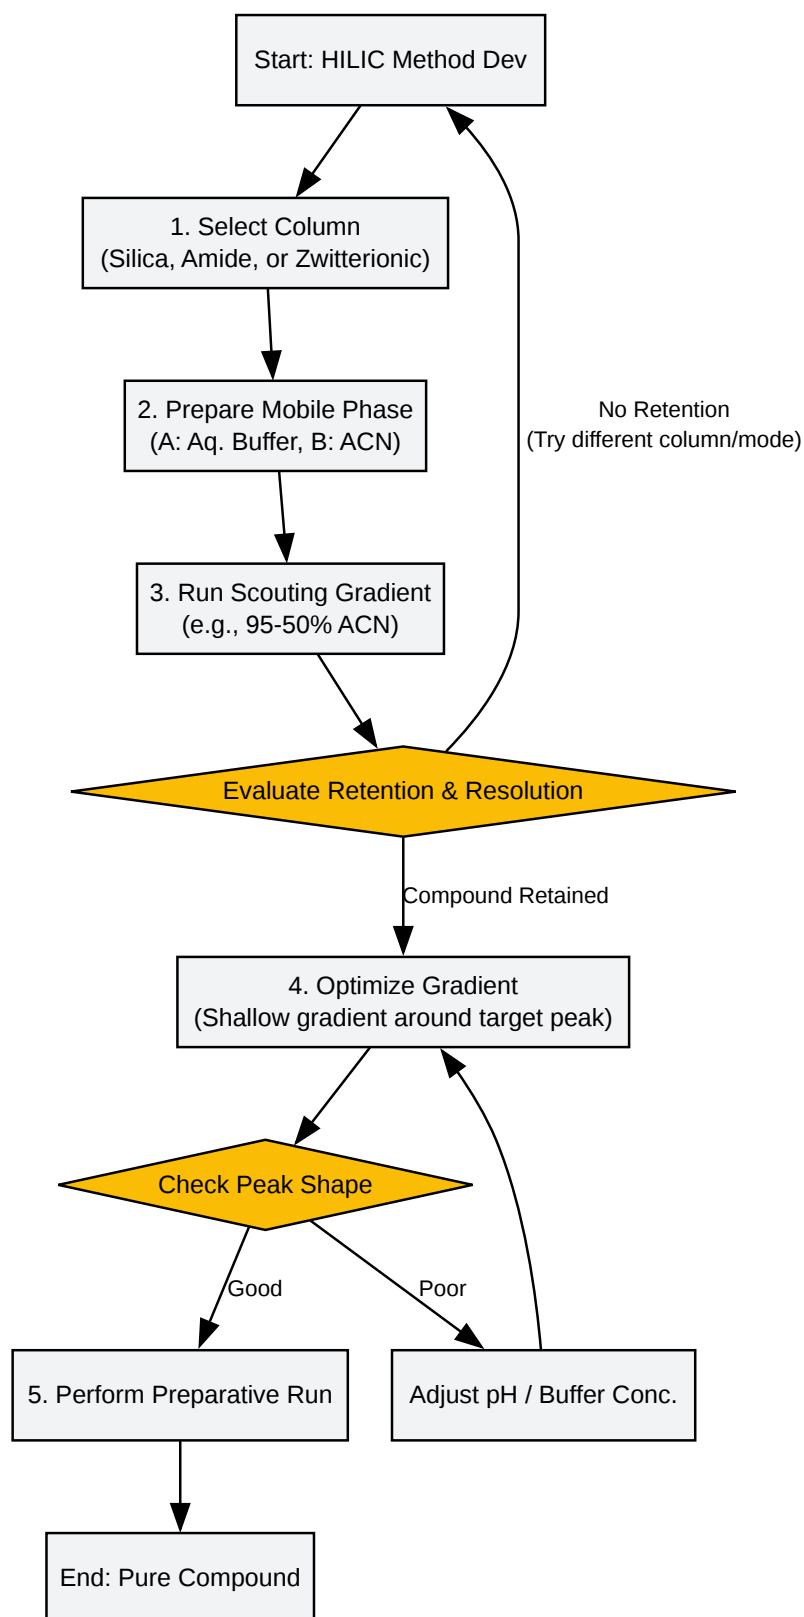 Start: HILIC Method Dev
1. Select Column
(Silica, Amide, or Zwitterionic)
2. Prepare Mobile Phase
(A: Aq. Buffer, B: ACN)
No Retention
(Try different column/mode)
3. Run Scouting Gradient
(e.g., 95-50% ACN)
Evaluate Retention & Resolution
Compound Retained
4. Optimize Gradient
(Shallow gradient around target peak)
Check Peak Shape
Good
Poor
5. Perform Preparative Run
Adjust pH / Buffer Conc.
End: Pure Compound